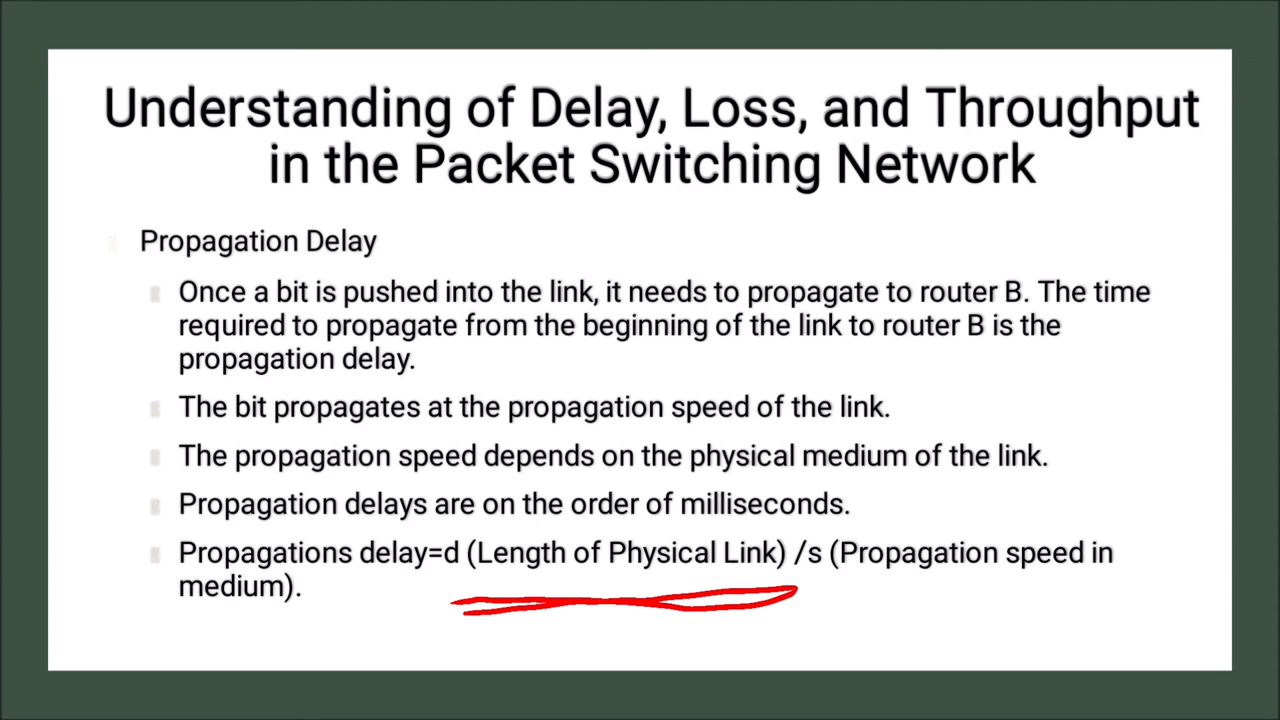 Understanding of Delay, Loss, and Throughput
in the Packet Switching Network
Propagation Delay
Once a bit is pushed into the link, it needs to propagate to router B. The time
required to propagate from the beginning of the link to router B is the
propagation delay.
The bit propagates at the propagation speed of the link.
The propagation speed depends on the physical medium of the link.
Propagation delays are on the order of milliseconds.
Propagations delay=d (Length of Physical Link) /s (Propagation speed in
medium).